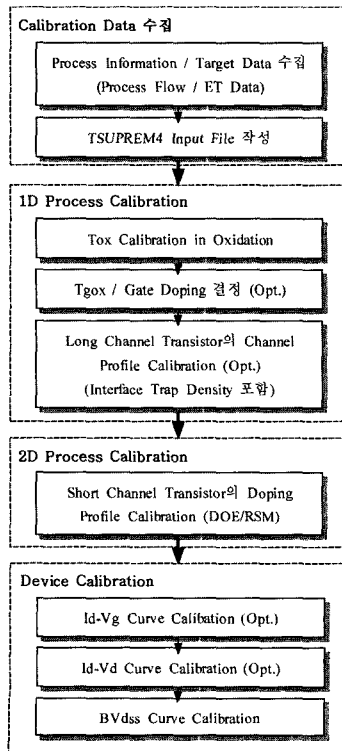 Calibration Data 수집
Process Information / Target Data 수집
(Process Flow / ET Data)
TSUPREM4 Input File 작성
1D Process Calibration
Tox Calibration in Oxidation
Tgox / Gate Doping 결정 (Opt.)
Long Channel Transistor의 Channel
Profile Calibration (Opt.)
(Interface Trap Density 포함)
2D Process Calibration
Short Channel Transistor의 Doping
Profile Calibration (DOE/RSM)
Device Calibration
Id-Vg Curve Calibation (Opt.)
Id-Vd Curve Calibration (Opt.)
BVdss Curve Calibration